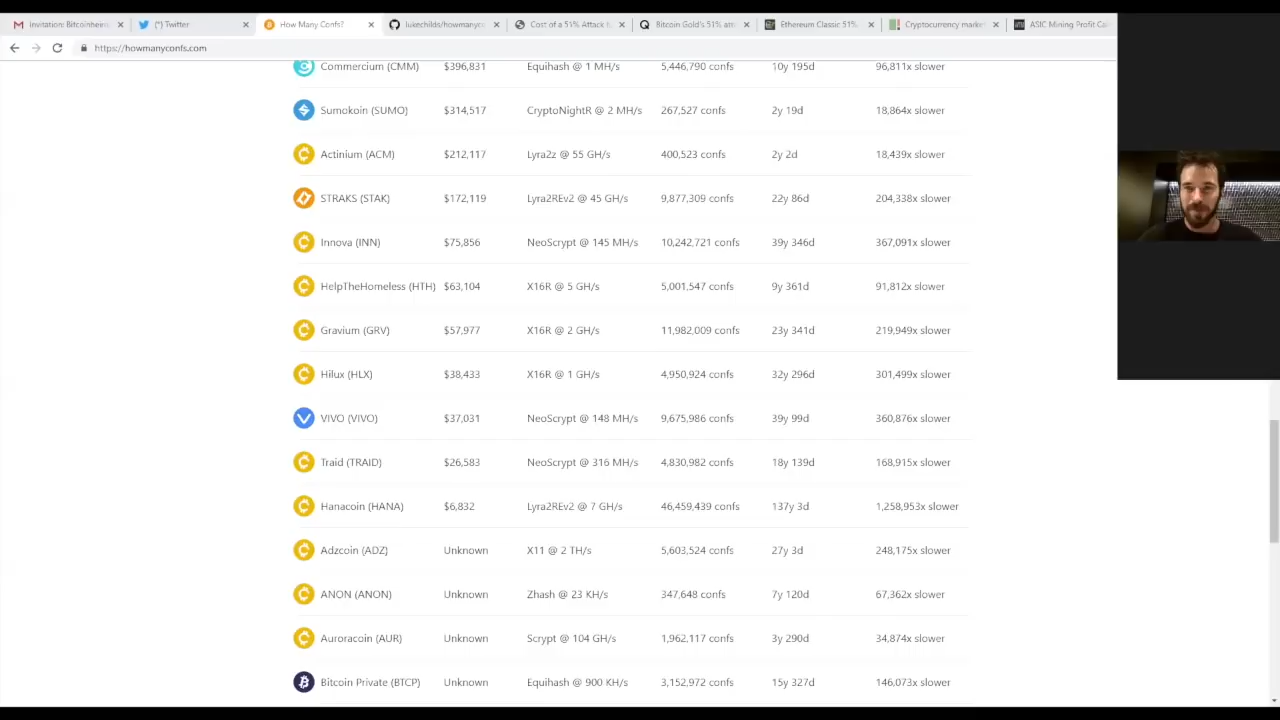 Invitation: Bitcoinheine
(*) Twitter
How Many Confs?
lukechilds/howmanyco
Cost of a 51% Attack f
Bitcoin Gold's 51% att
Ethereum Classic 51%
Cryptocurrency market
ASIC Mining Profit Cal
https://howmanyconfs.com
Commercium (CMM) $396,831 Equihash @ 1 MH/s 5,446,790 confs 10y 195d 96,811x slower
Sumokoin (SUMO) $314,517 CryptoNightR @ 2 MH/s 267,527 confs 2y 19d 18,864x slower
Actinium (ACM) $212,117 Lyra2z @ 55 GH/s 400,523 confs 2y 2d 18,439x slower
STRAKS (STAK) $172,119 Lyra2REv2 @ 45 GH/s 9,877,309 confs 22y 86d 204,338x slower
Innova (INN) $75,856 NeoScrypt @ 145 MH/s 10,242,721 confs 39y 346d 367,091x slower
HelpTheHomeless (HTH) $63,104 X16R @ 5 GH/s 5,001,547 confs 9y 361d 91,812x slower
Gravium (GRV) $57,977 X16R @ 2 GH/s 11,982,009 confs 23y 341d 219,949x slower
Hilux (HLX) $38,433 X16R @ 1 GH/s 4,950,924 confs 32y 296d 301,499x slower
VIVO (VIVO) $37,031 NeoScrypt @ 148 MH/s 9,675,986 confs 39y 99d 360,876x slower
Traid (TRAID) $26,583 NeoScrypt @ 316 MH/s 4,830,982 confs 18y 139d 168,915x slower
Hanacoin (HANA) $6,832 Lyra2REv2 @ 7 GH/s 46,459,439 confs 137y 3d 1,258,953x slower
Adzcoin (ADZ) Unknown X11 @ 2 TH/s 5,603,524 confs 27y 3d 248,175x slower
ANON (ANON) Unknown Zhash @ 23 KH/s 347,648 confs 7y 120d 67,362x slower
Auroracoin (AUR) Unknown Scrypt @ 104 GH/s 1,962,117 confs 3y 290d 34,874x slower
Bitcoin Private (BTCP) Unknown Equihash @ 900 KH/s 3,152,972 confs 15y 327d 146,073x slower